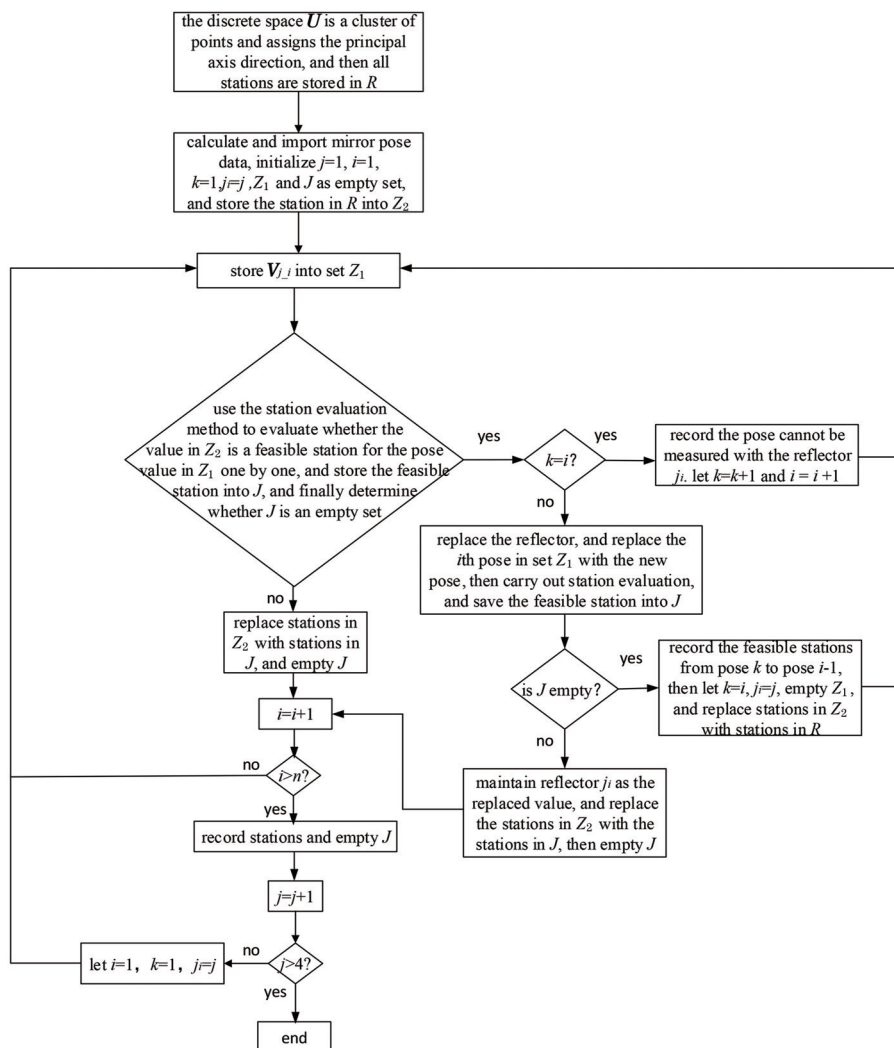 the discrete space U is a cluster of
points and assigns the principal
axis direction, and then all
stations are stored in R
calculate and import mirror pose
data, initialize j=1, i=1,
k=1,jᵢ=j ,Z₁ and J as empty set,
and store the station in R into Z₂
store V_{j_i} into set Z₁
use the station evaluation
method to evaluate whether the
value in Z₂ is a feasible station for the pose
value in Z₁ one by one, and store the feasible
station into J, and finally determine
whether J is an empty set
yes
k=i?
yes
record the pose cannot be
measured with the reflector
jᵢ. let k=k+1 and i = i +1
no
replace the reflector, and replace the
ith pose in set Z₁ with the new
pose, then carry out station evaluation,
and save the feasible station into J
no
replace stations in
Z₂ with stations in
J, and empty J
is J empty?
yes
record the feasible stations
from pose k to pose i-1,
then let k=i, jᵢ=j, empty Z₁,
and replace stations in Z₂
with stations in R
i=i+1
no
no
i>n?
maintain reflector jᵢ as the
replaced value, and replace
the stations in Z₂ with the
stations in J, then empty J
yes
record stations and empty J
j=j+1
let i=1, k=1, jᵢ=j
no
j>4?
yes
end